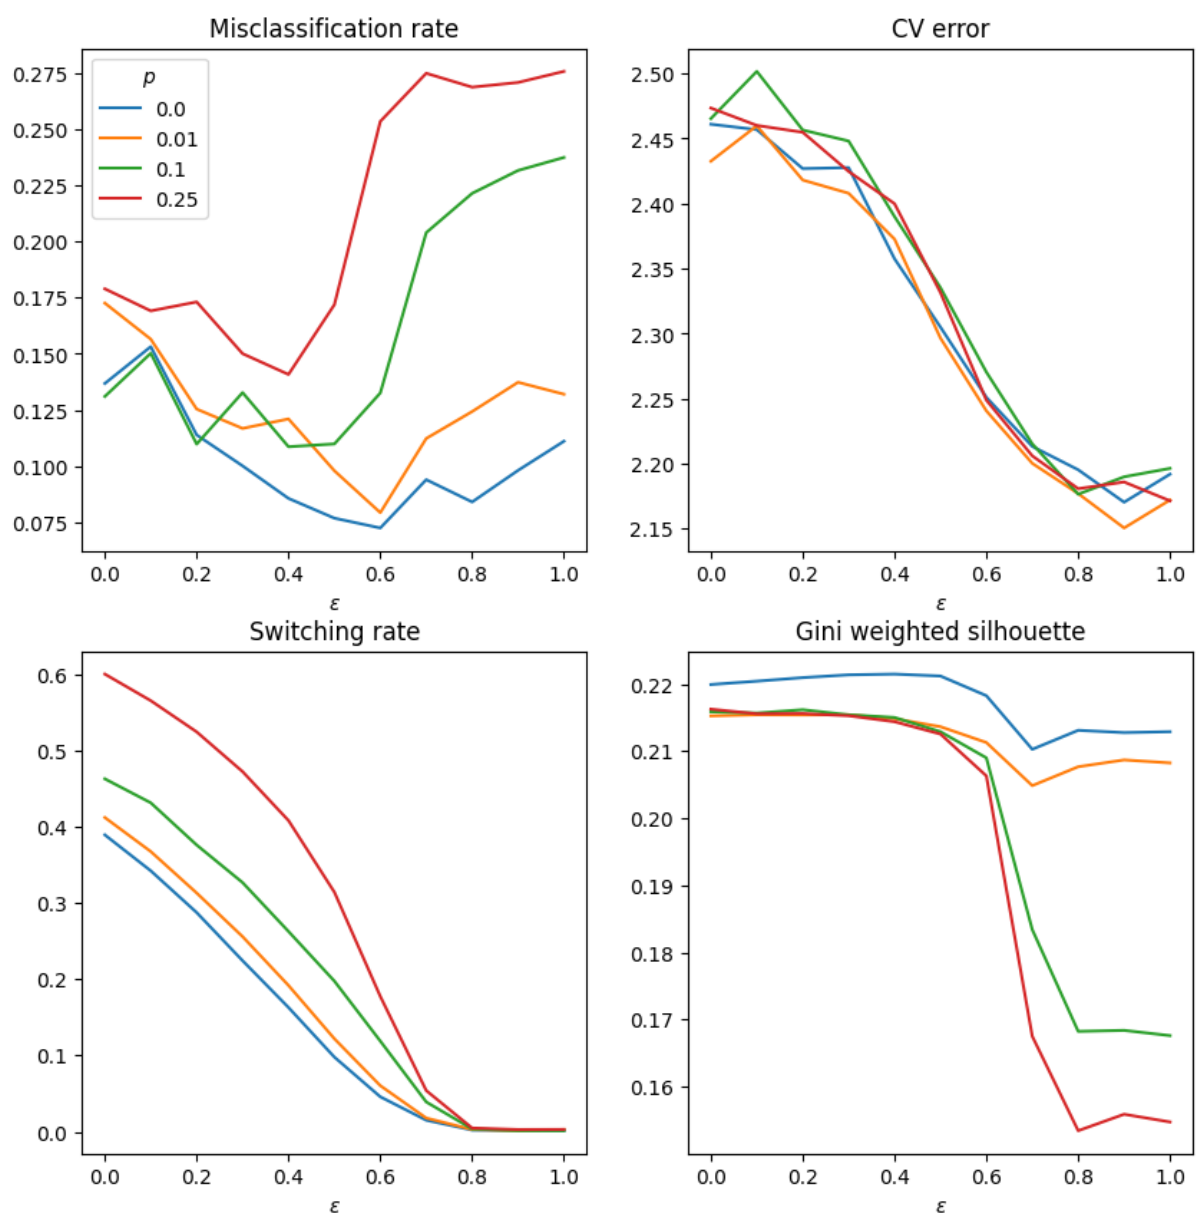 Misclassification rate
p
0.0
0.01
0.1
0.25
0.275
0.250
0.225
0.200
0.175
0.150
0.125
0.100
0.075
0.0 0.2 0.4 0.6 0.8 1.0
ε
CV error
2.50
2.45
2.40
2.35
2.30
2.25
2.20
2.15
0.0 0.2 0.4 0.6 0.8 1.0
ε
Switching rate
0.6
0.5
0.4
0.3
0.2
0.1
0.0
0.0 0.2 0.4 0.6 0.8 1.0
ε
Gini weighted silhouette
0.22
0.21
0.20
0.19
0.18
0.17
0.16
0.0 0.2 0.4 0.6 0.8 1.0
ε